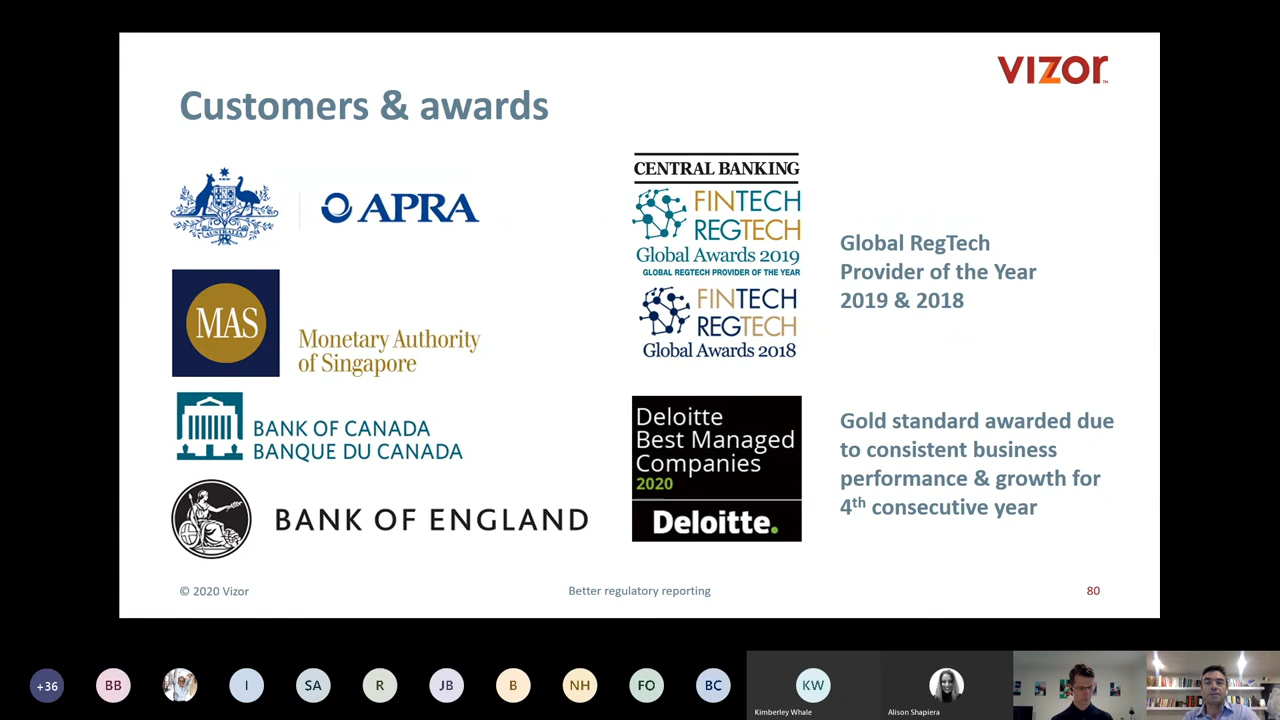 VIZOR
Customers & awards
AUSTRALIA
APRA
MAS
Monetary Authority
of Singapore
BANK OF CANADA
BANQUE DU CANADA
BANK OF ENGLAND
CENTRAL BANKING
FINTECH
REGTECH
Global Awards 2019
GLOBAL REGTECH PROVIDER OF THE YEAR
FINTECH
REGTECH
Global Awards 2018
Global RegTech
Provider of the Year
2019 & 2018
Deloitte
Best Managed
Companies
2020
Deloitte.
Gold standard awarded due
to consistent business
performance & growth for
4th consecutive year
© 2020 Vizor
Better regulatory reporting
80
+36
BB
I
SA
R
JB
B
NH
FO
BC
KW
Kimberley Whale
Alison Shapiera